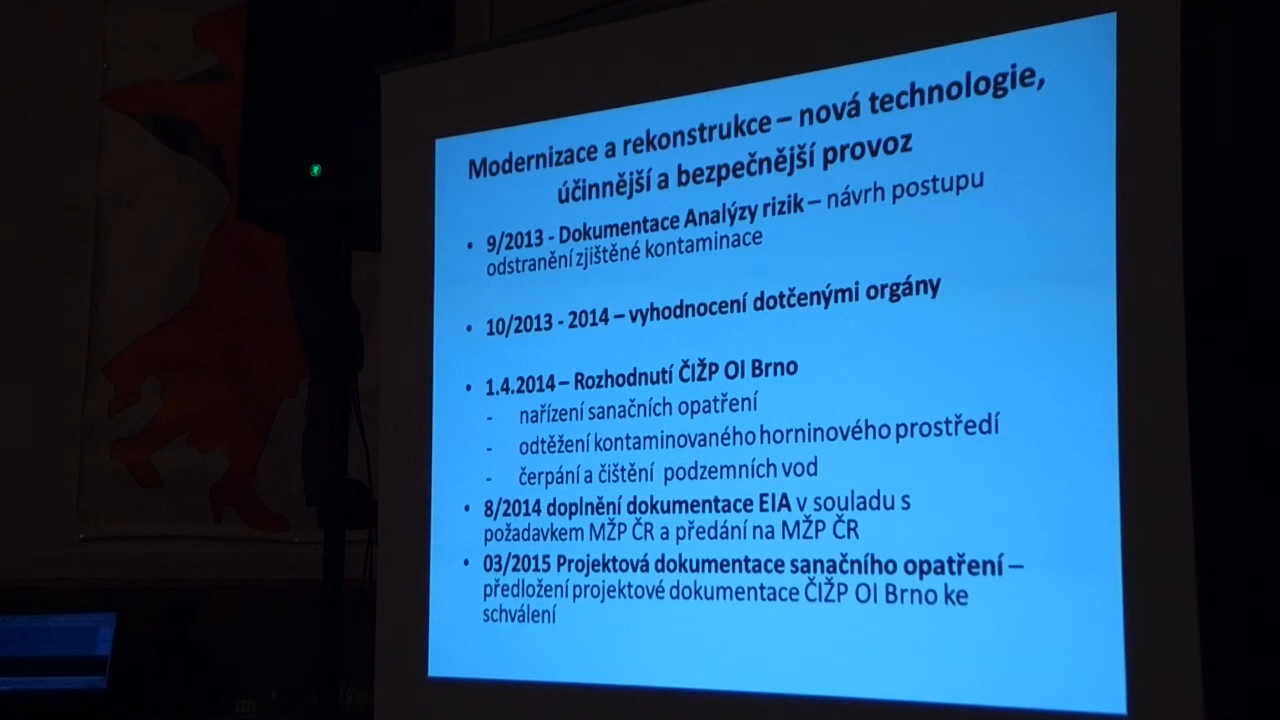 Modernizace a rekonstrukce – nová technologie,
účinnější a bezpečnější provoz
• 9/2013 - Dokumentace Analýzy rizik – návrh postupu
odstranění zjištěné kontaminace
• 10/2013 - 2014 – vyhodnocení dotčenými orgány
• 1.4.2014 – Rozhodnutí ČIŽP OI Brno
- nařízení sanačních opatření
- odtěžení kontaminovaného horninového prostředí
- čerpání a čištění podzemních vod
• 8/2014 doplnění dokumentace EIA v souladu s
požadavkem MŽP ČR a předání na MŽP ČR
• 03/2015 Projektová dokumentace sanačního opatření –
předložení projektové dokumentace ČIŽP OI Brno ke
schválení